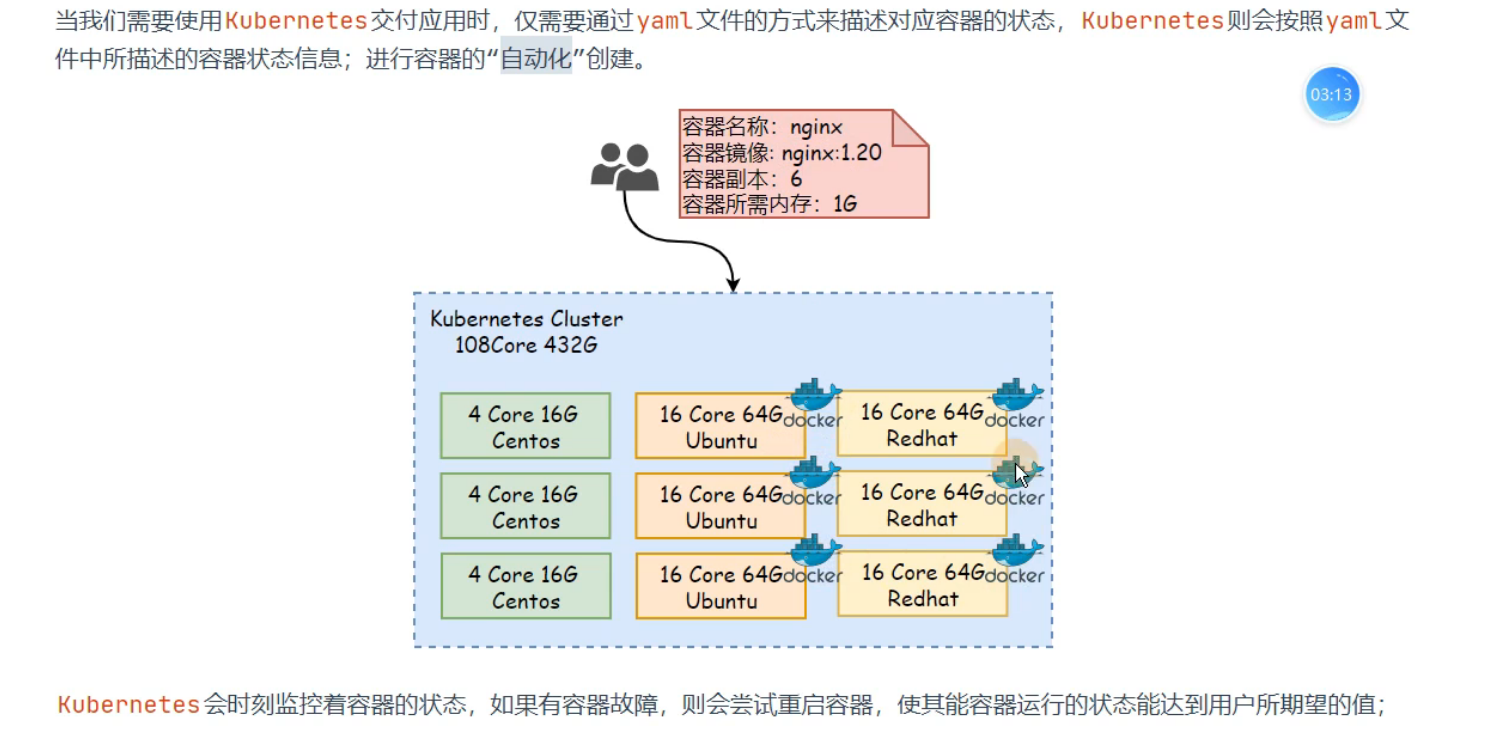 当我们需要使用Kubernetes交付应用时，仅需要通过yaml文件的方式来描述对应容器的状态，Kubernetes则会按照yaml文
件中所描述的容器状态信息；进行容器的“自动化”创建。
03:13
容器名称：nginx
容器镜像: nginx:1.20
容器副本：6
容器所需内存：1G
Kubernetes Cluster
108Core 432G
4 Core 16G
Centos
16 Core 64G
Ubuntu
docker
16 Core 64G
Redhat
docker
4 Core 16G
Centos
16 Core 64G
Ubuntu
docker
16 Core 64G
Redhat
docker
4 Core 16G
Centos
16 Core 64G
Ubuntu
docker
16 Core 64G
Redhat
docker
Kubernetes会时刻监控着容器的状态，如果有容器故障，则会尝试重启容器，使其能容器运行的状态能达到用户所期望的值；